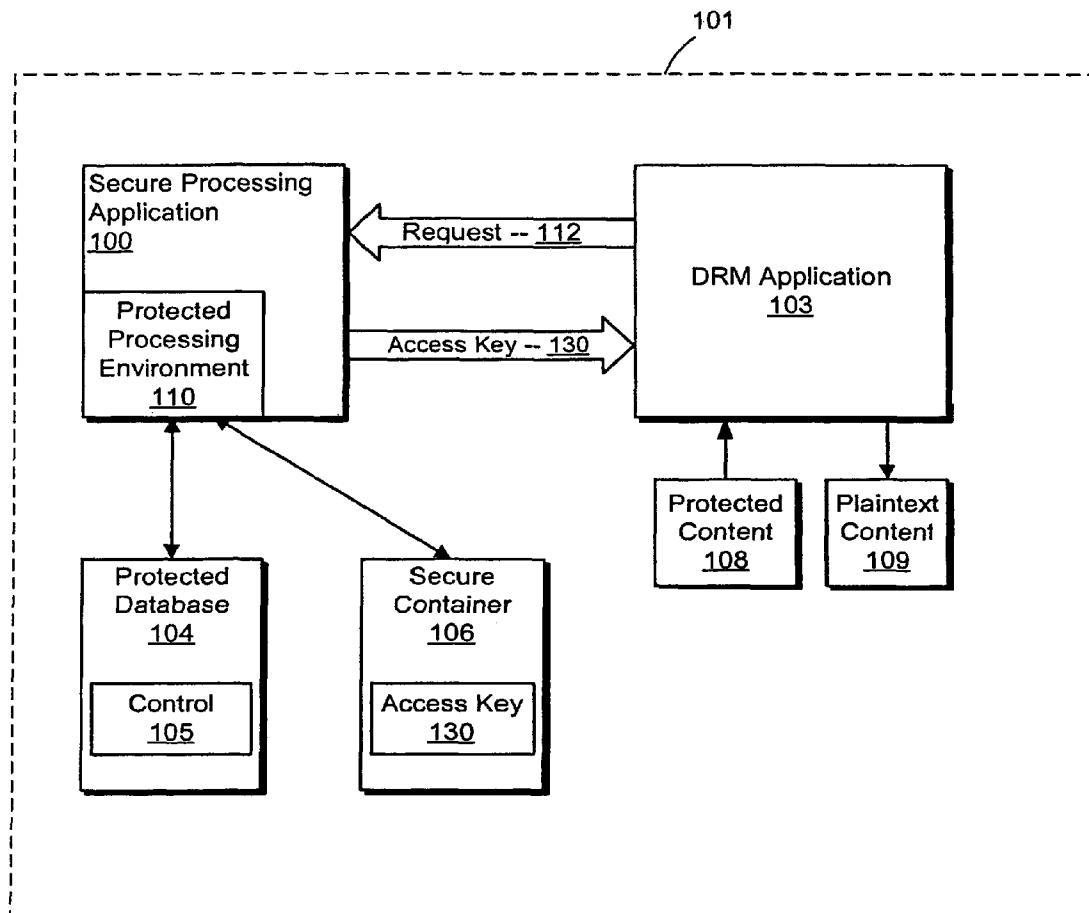 101
Secure Processing
Application
100
Protected
Processing
Environment
110
Request -- 112
Access Key -- 130
DRM Application
103
Protected
Content
108
Plaintext
Content
109
Protected
Database
104
Control
105
Secure
Container
106
Access Key
130